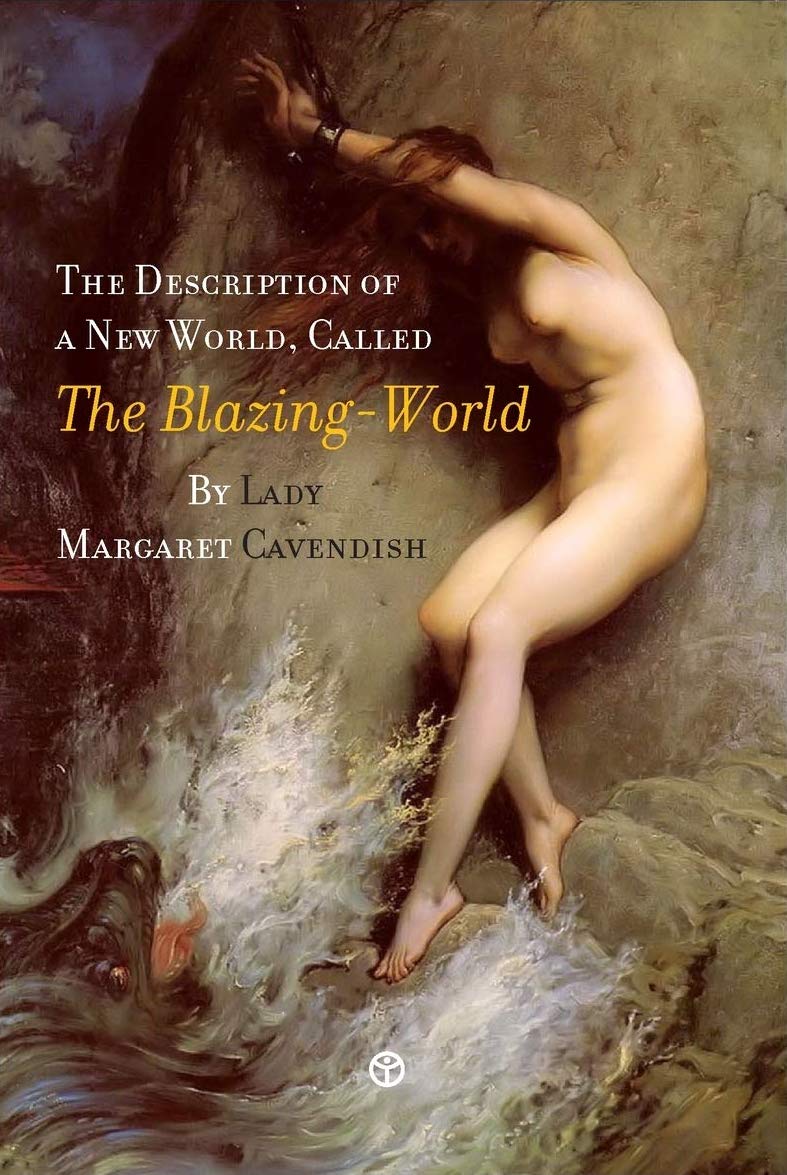 The Description of
a New World, Called
The Blazing-World
By Lady
Margaret Cavendish